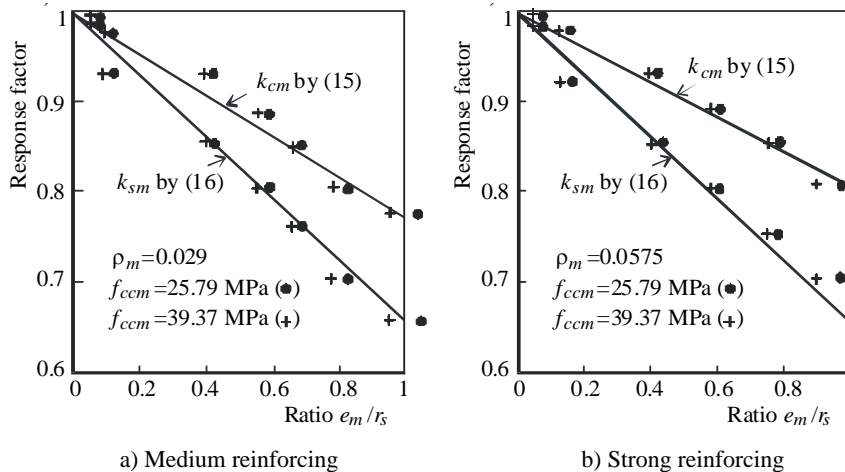 Response factor
1
0.9
0.8
0.7
0.6
0 0.2 0.4 0.6 0.8 1
Ratio e_m/r_s
k_cm by (15)
k_sm by (16)
ρ_m=0.029
f_ccm=25.79 MPa (●)
f_ccm=39.37 MPa (+)
a) Medium reinforcing
Response factor
1
0.9
0.8
0.7
0.6
0 0.2 0.4 0.6 0.8 1
Ratio e_m/r_s
k_cm by (15)
k_sm by (16)
ρ_m=0.0575
f_ccm=25.79 MPa (●)
f_ccm=39.37 MPa (+)
b) Strong reinforcing